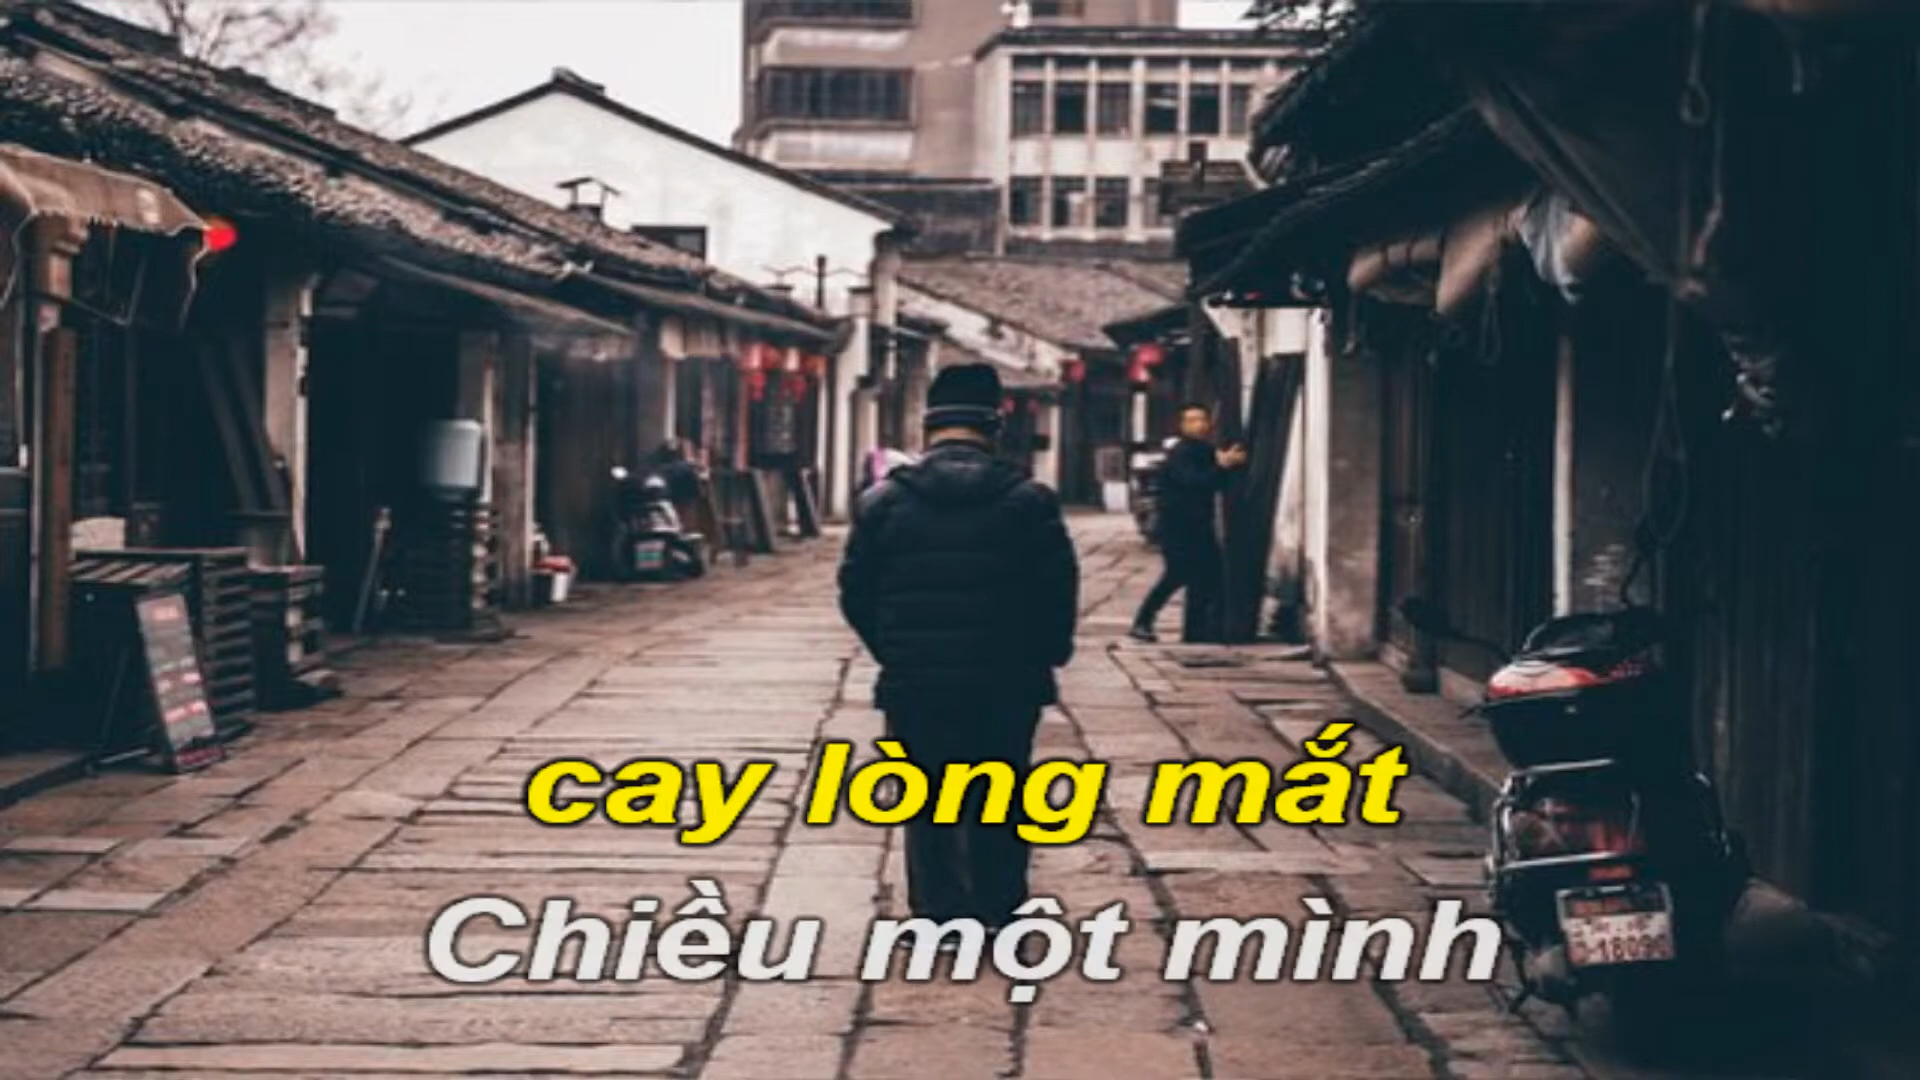 cay lòng mắt
Chiều một mình